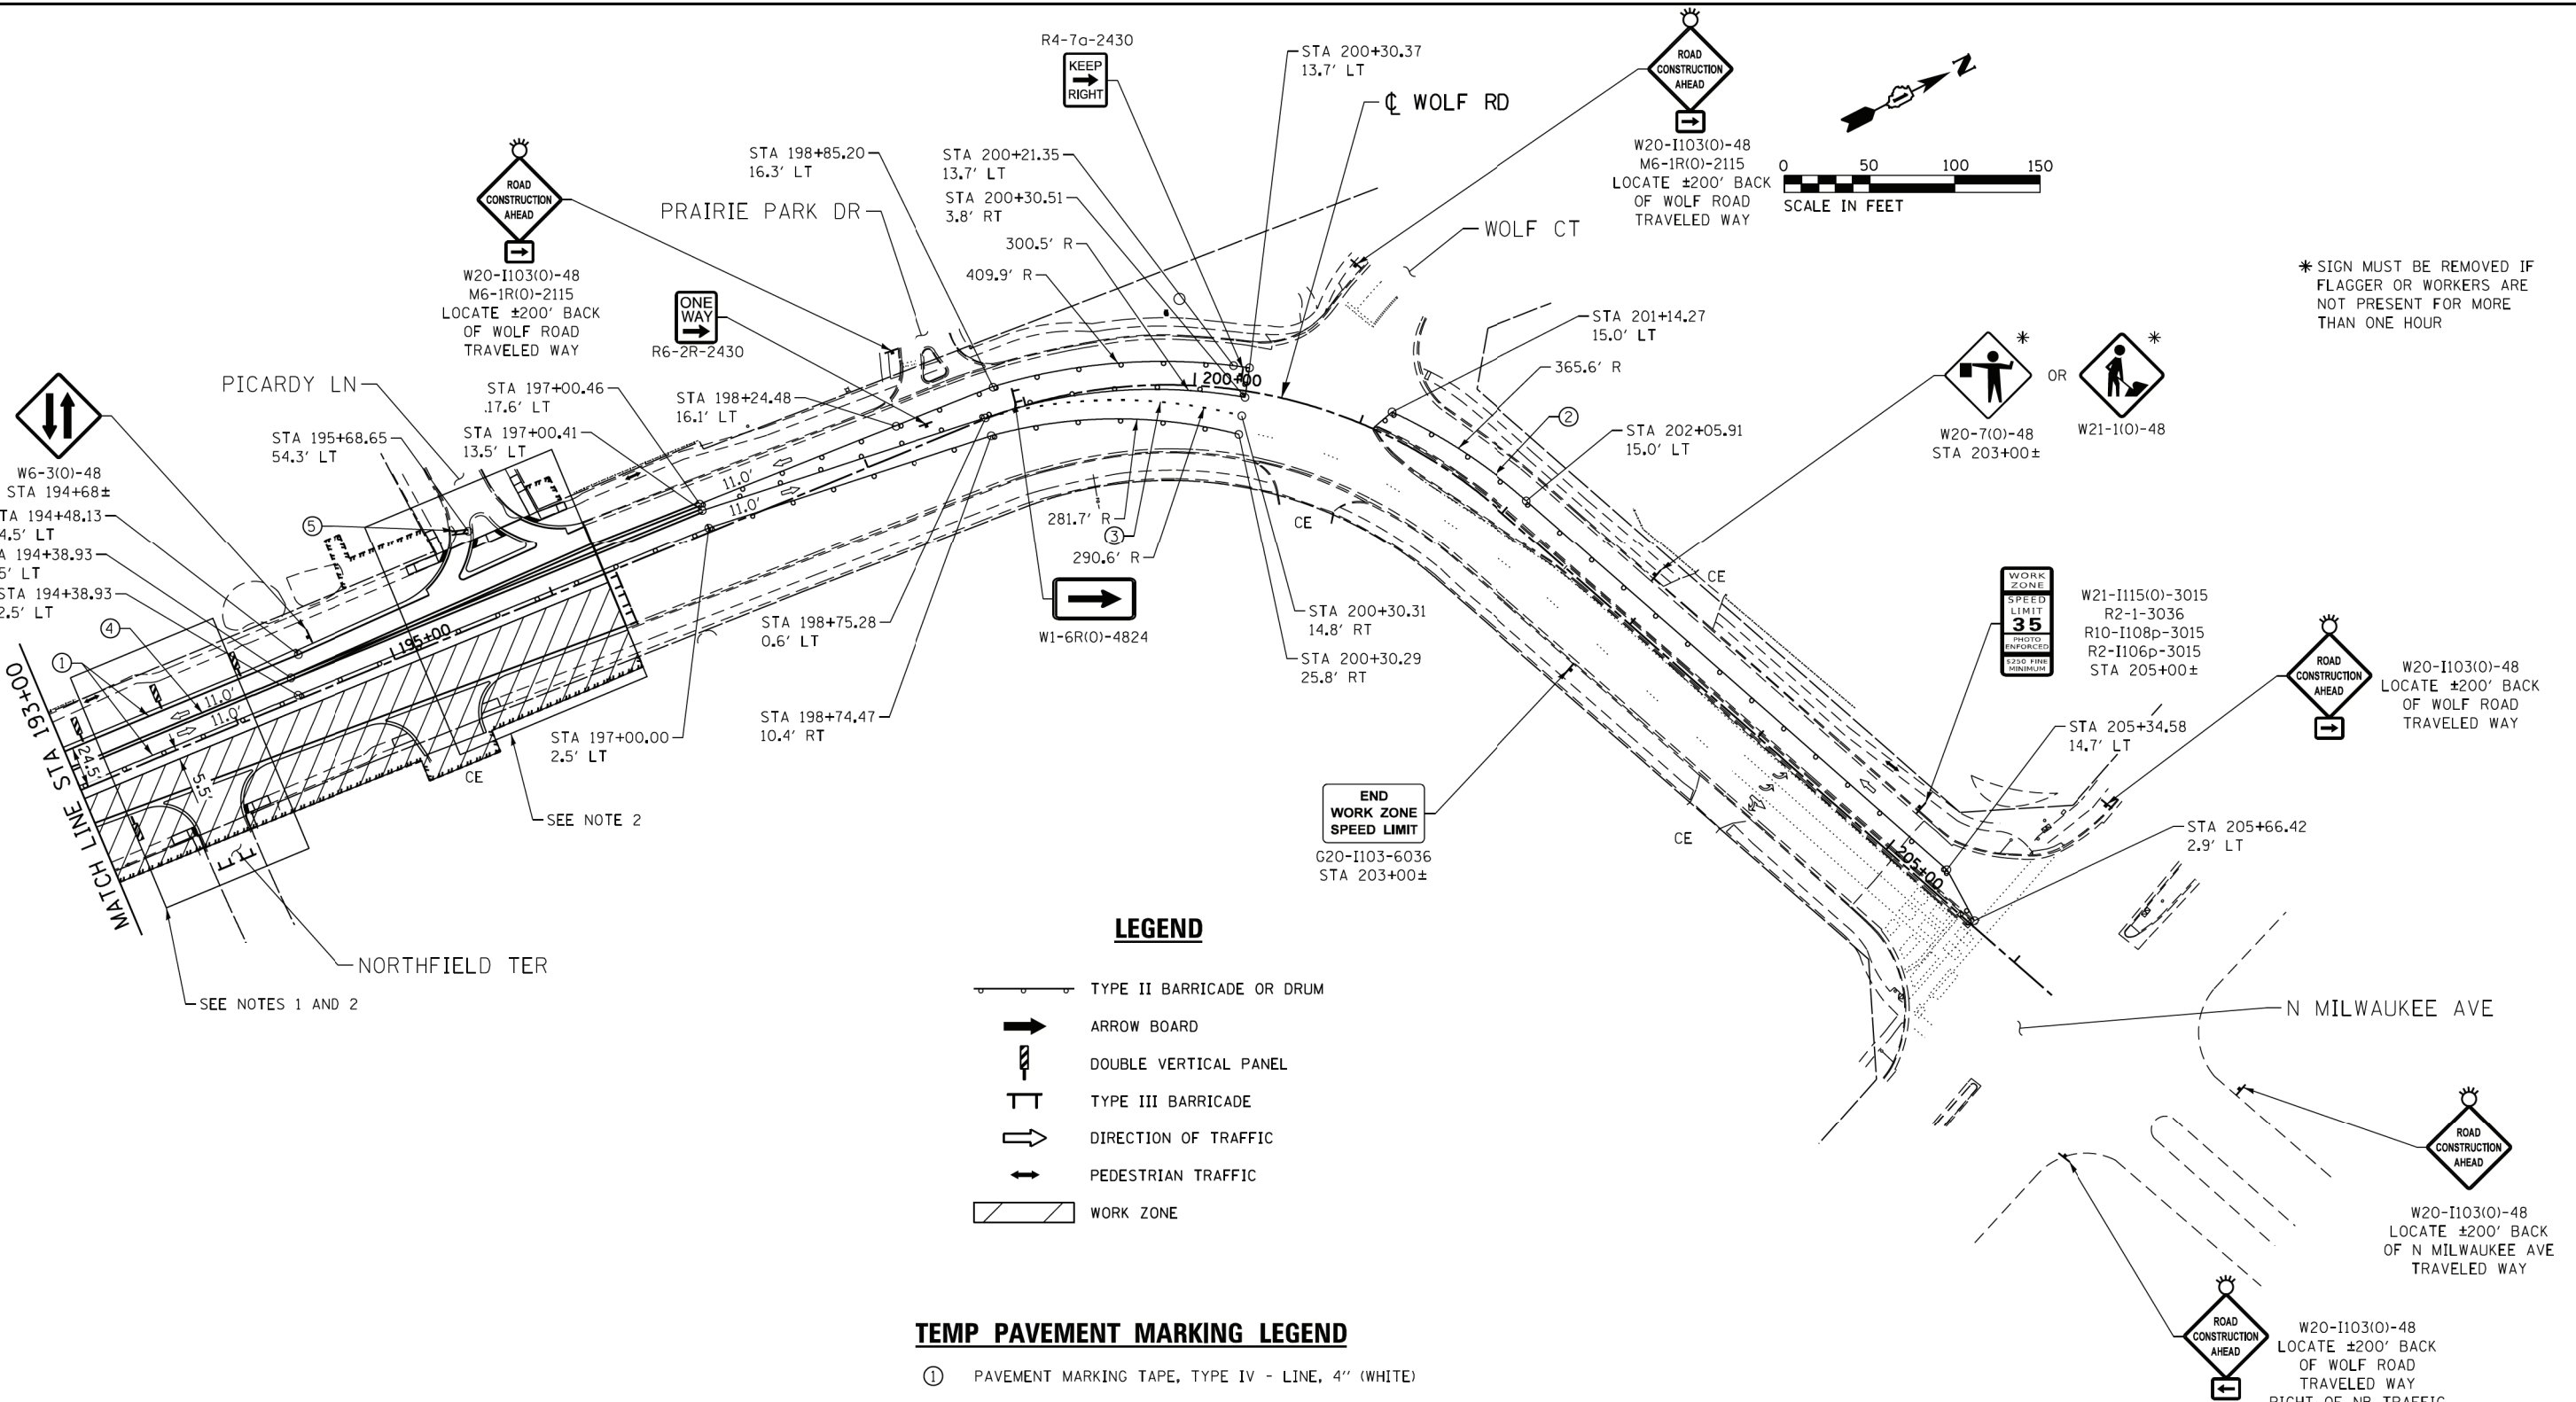 R4-7a-2430
KEEP
RIGHT
STA 200+30.37
13.7' LT
℄ WOLF RD
ROAD
CONSTRUCTION
AHEAD
W20-I103(O)-48
M6-1R(O)-2115
LOCATE ±200' BACK
OF WOLF ROAD
TRAVELED WAY
N
0 50 100 150
SCALE IN FEET
ROAD
CONSTRUCTION
AHEAD
W20-I103(O)-48
M6-1R(O)-2115
LOCATE ±200' BACK
OF WOLF ROAD
TRAVELED WAY
STA 198+85.20
16.3' LT
PRAIRIE PARK DR
STA 200+21.35
13.7' LT
STA 200+30.51
3.8' RT
300.5' R
409.9' R
WOLF CT
* SIGN MUST BE REMOVED IF
FLAGGER OR WORKERS ARE
NOT PRESENT FOR MORE
THAN ONE HOUR
ONE
WAY
R6-2R-2430
200+00
STA 201+14.27
15.0' LT
365.6' R
2
STA 202+05.91
15.0' LT
*
OR
*
W20-7(O)-48
STA 203+00±
W21-1(O)-48
PICARDY LN
STA 197+00.46
17.6' LT
STA 198+24.48
16.1' LT
STA 195+68.65
54.3' LT
STA 197+00.41
13.5' LT
W6-3(O)-48
STA 194+68±
TA 194+48.13
4.5' LT
A 194+38.93
5' LT
STA 194+38.93
2.5' LT
5
4
1
11.0'
11.0'
11.0'
11.0'
195+00
24.5'
5.5'
MATCH LINE STA 193+00
CE
281.7' R
3
290.6' R
CE
W1-6R(O)-4824
STA 198+75.28
0.6' LT
STA 200+30.31
14.8' RT
STA 200+30.29
25.8' RT
STA 198+74.47
10.4' RT
STA 197+00.00
2.5' LT
SEE NOTE 2
NORTHFIELD TER
SEE NOTES 1 AND 2
CE
WORK
ZONE
SPEED
LIMIT
35
PHOTO
ENFORCED
$250 FINE
MINIMUM
W21-I115(O)-3015
R2-1-3036
R10-I108p-3015
R2-I106p-3015
STA 205+00±
ROAD
CONSTRUCTION
AHEAD
W20-I103(O)-48
LOCATE ±200' BACK
OF WOLF ROAD
TRAVELED WAY
STA 205+34.58
14.7' LT
END
WORK ZONE
SPEED LIMIT
G20-I103-6036
STA 203+00±
CE
205+00
STA 205+66.42
2.9' LT
N MILWAUKEE AVE
LEGEND
TYPE II BARRICADE OR DRUM
ARROW BOARD
DOUBLE VERTICAL PANEL
TYPE III BARRICADE
DIRECTION OF TRAFFIC
PEDESTRIAN TRAFFIC
WORK ZONE
ROAD
CONSTRUCTION
AHEAD
W20-I103(O)-48
LOCATE ±200' BACK
OF N MILWAUKEE AVE
TRAVELED WAY
ROAD
CONSTRUCTION
AHEAD
W20-I103(O)-48
LOCATE ±200' BACK
OF WOLF ROAD
TRAVELED WAY
RIGHT OF NB TRAFFIC
TEMP PAVEMENT MARKING LEGEND
1 PAVEMENT MARKING TAPE, TYPE IV - LINE, 4" (WHITE)